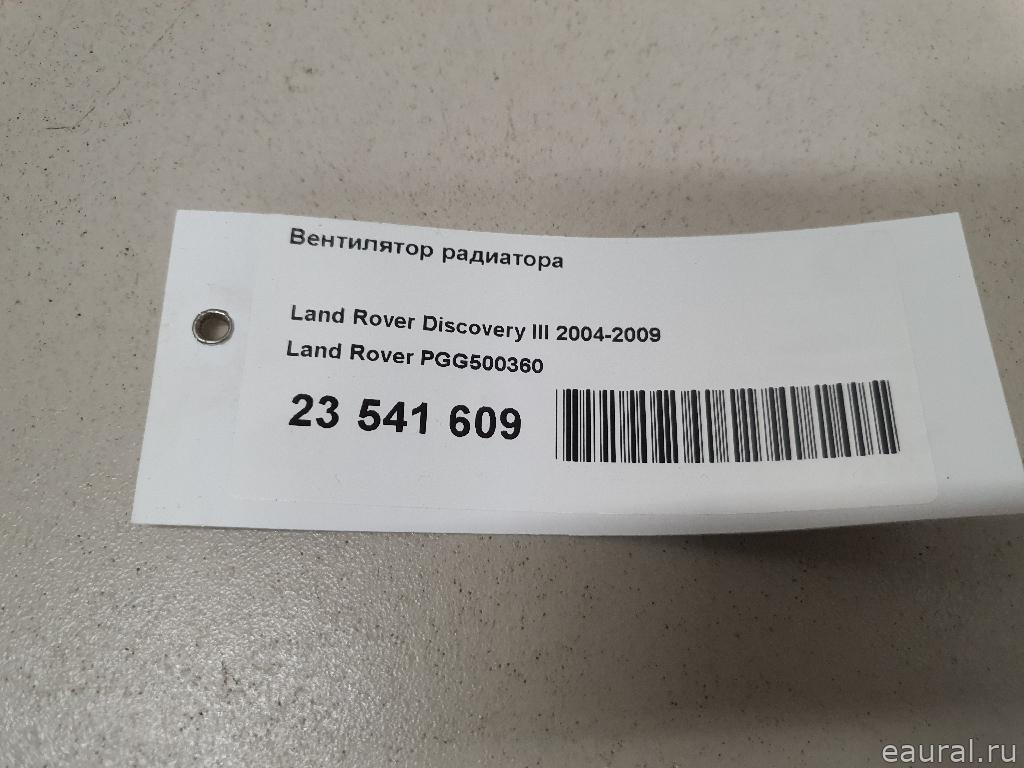 Вентилятор радиатора
Land Rover Discovery III 2004-2009
Land Rover PGG500360
23 541 609
eaural.ru